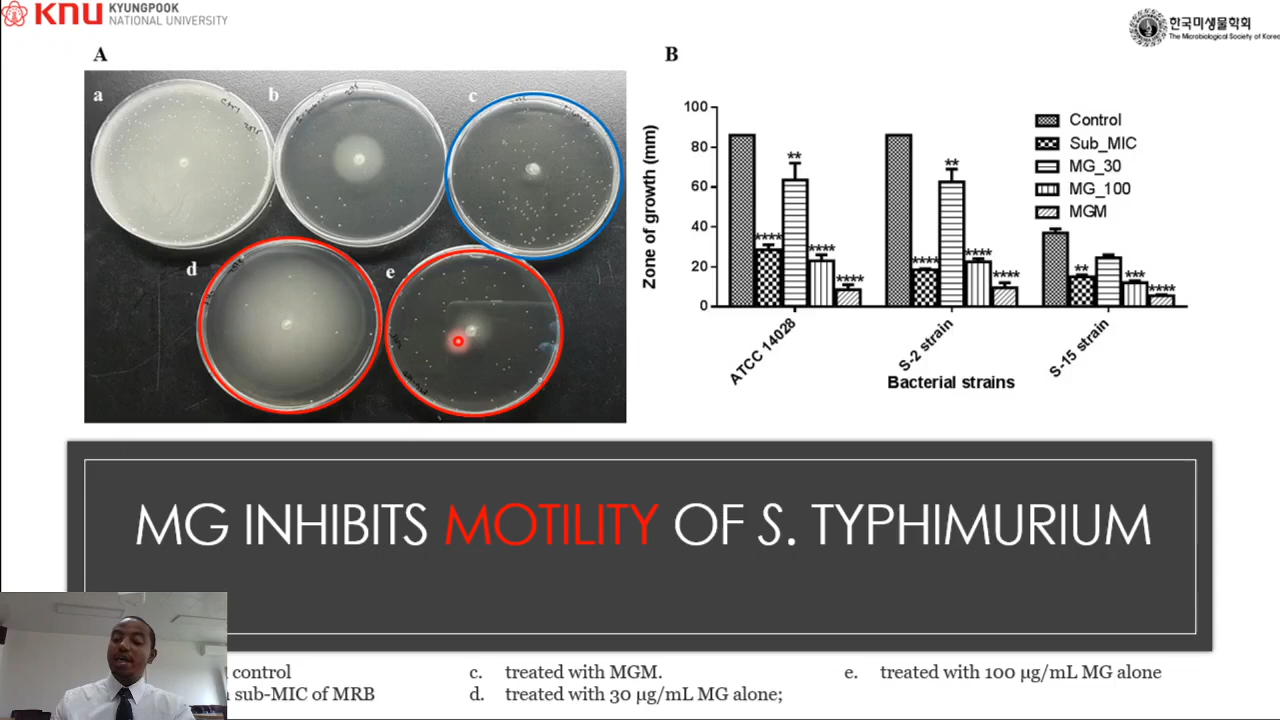 KNU KYUNGPOOK
NATIONAL UNIVERSITY
한국미생물학회
The Microbiological Society of Korea
A
a
b
c
d
e
B
100
80
60
40
20
0
Zone of growth (mm)
Control
Sub_MIC
MG_30
MG_100
MGM
****
**
****
****
****
**
****
****
**
***
****
ATCC 14028
S-2 strain
S-15 strain
Bacterial strains
MG INHIBITS MOTILITY OF S. TYPHIMURIUM
control
sub-MIC of MRB
c. treated with MGM.
d. treated with 30 µg/mL MG alone;
e. treated with 100 µg/mL MG alone